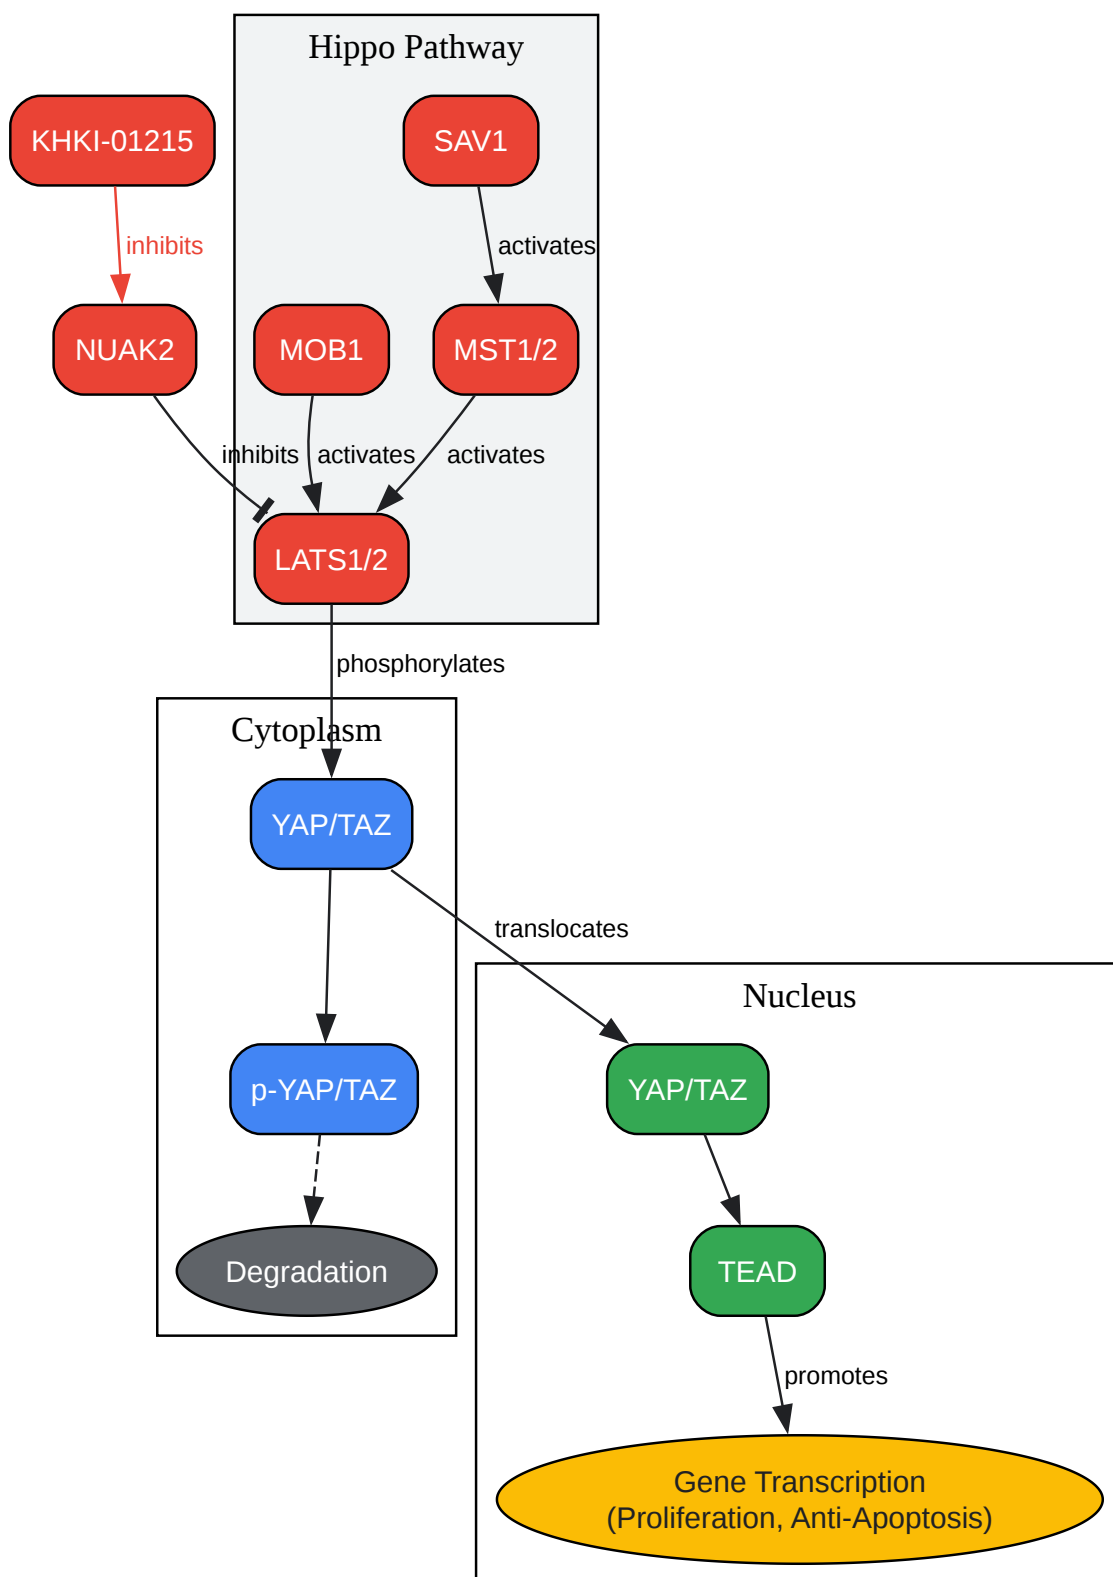 Hippo Pathway
KHKI-01215
SAV1
inhibits
activates
NUAK2
MOB1
MST1/2
inhibits
activates
activates
LATS1/2
phosphorylates
Cytoplasm
YAP/TAZ
translocates
Nucleus
p-YAP/TAZ
YAP/TAZ
Degradation
TEAD
promotes
Gene Transcription
(Proliferation, Anti-Apoptosis)